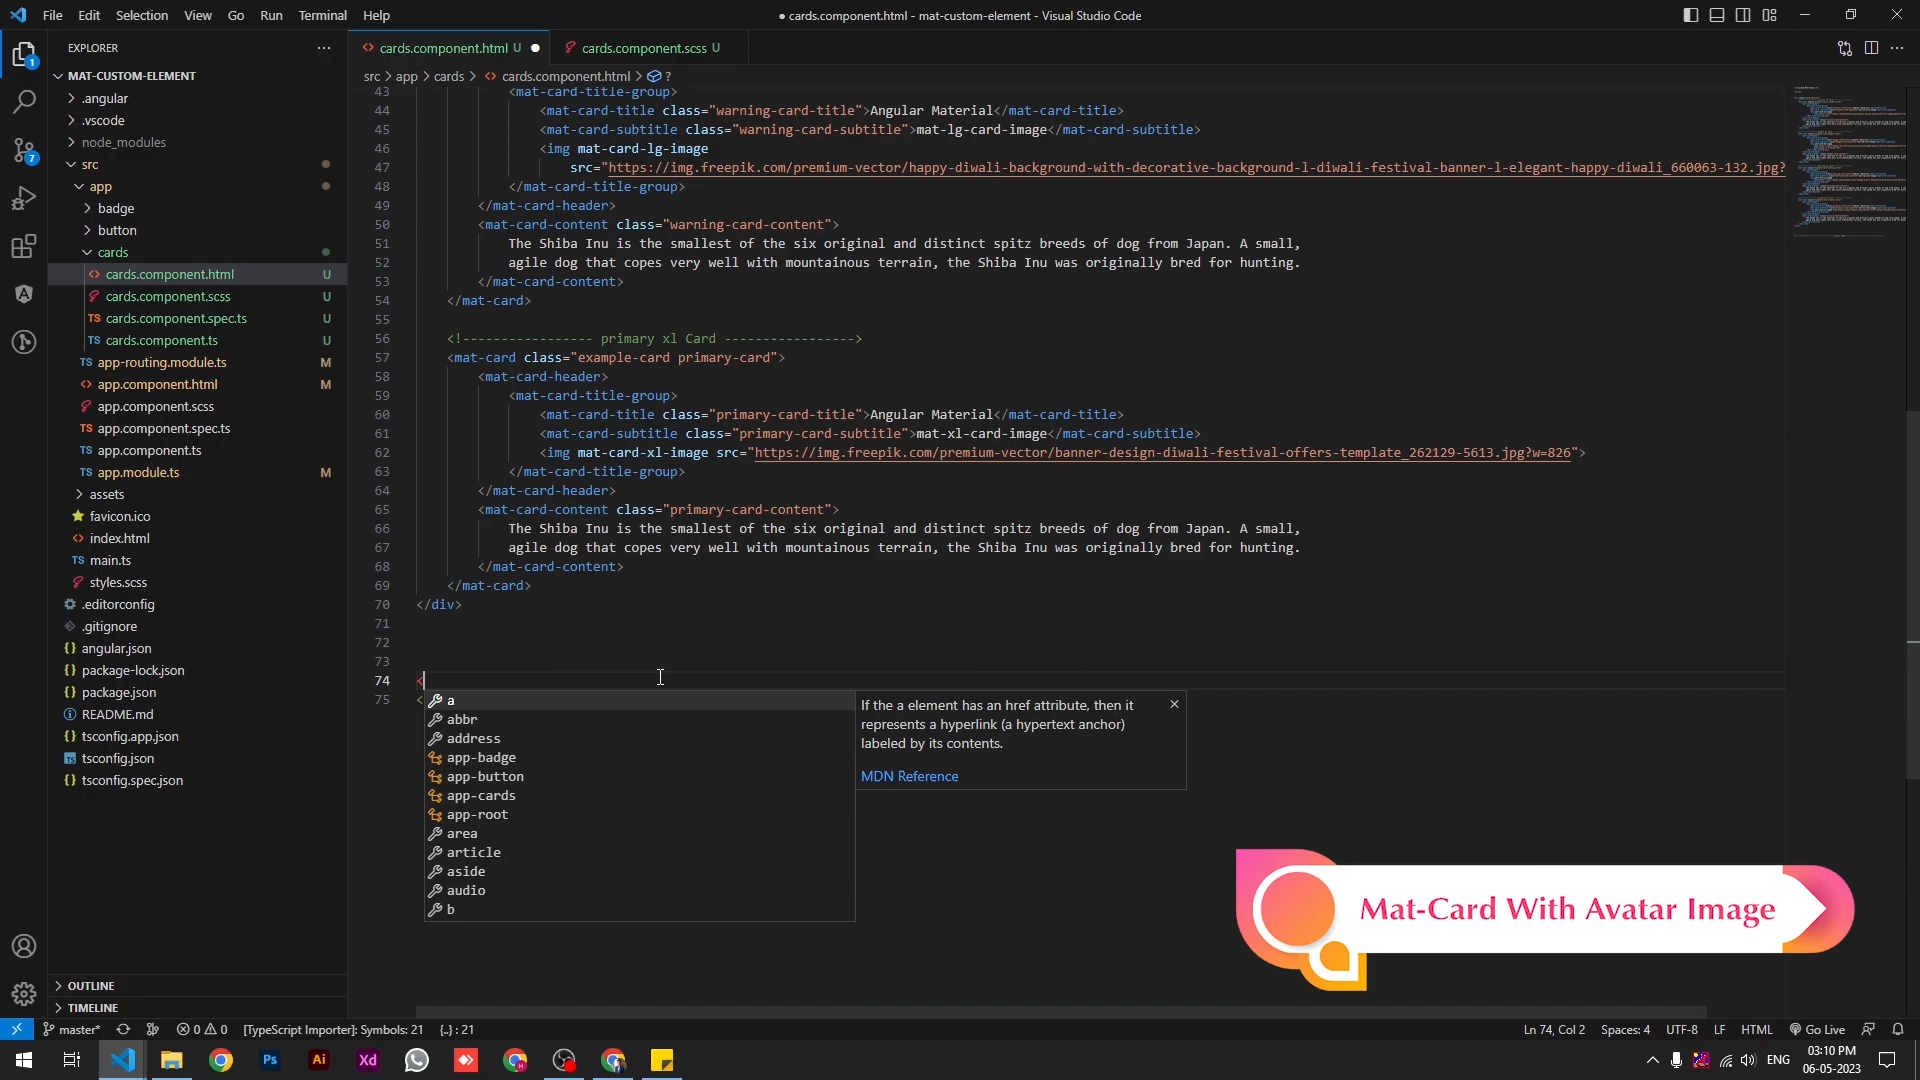 File Edit Selection View Go Run Terminal Help
● cards.component.html - mat-custom-element - Visual Studio Code
EXPLORER
MAT-CUSTOM-ELEMENT
.angular
.vscode
node_modules
src
app
badge
button
cards
cards.component.html U
cards.component.scss U
TS cards.component.spec.ts U
TS cards.component.ts U
TS app-routing.module.ts M
app.component.html M
app.component.scss
TS app.component.spec.ts
TS app.component.ts
TS app.module.ts M
assets
favicon.ico
index.html
TS main.ts
styles.scss
.editorconfig
.gitignore
{} angular.json
{} package-lock.json
{} package.json
README.md
tsconfig.app.json
tsconfig.json
{} tsconfig.spec.json
OUTLINE
TIMELINE
1
7
cards.component.html U ●
cards.component.scss U
src > app > cards > cards.component.html > ?
43 <mat-card-title-group>
44 <mat-card-title class="warning-card-title">Angular Material</mat-card-title>
45 <mat-card-subtitle class="warning-card-subtitle">mat-lg-card-image</mat-card-subtitle>
46 <img mat-card-lg-image
47 src="https://img.freepik.com/premium-vector/happy-diwali-background-with-decorative-background-l-diwali-festival-banner-l-elegant-happy-diwali_660063-132.jpg?
48 </mat-card-title-group>
49 </mat-card-header>
50 <mat-card-content class="warning-card-content">
51 The Shiba Inu is the smallest of the six original and distinct spitz breeds of dog from Japan. A small,
52 agile dog that copes very well with mountainous terrain, the Shiba Inu was originally bred for hunting.
53 </mat-card-content>
54 </mat-card>
55
56 <!----------------- primary xl Card ----------------->
57 <mat-card class="example-card primary-card">
58 <mat-card-header>
59 <mat-card-title-group>
60 <mat-card-title class="primary-card-title">Angular Material</mat-card-title>
61 <mat-card-subtitle class="primary-card-subtitle">mat-xl-card-image</mat-card-subtitle>
62 <img mat-card-xl-image src="https://img.freepik.com/premium-vector/banner-design-diwali-festival-offers-template_262129-5613.jpg?w=826">
63 </mat-card-title-group>
64 </mat-card-header>
65 <mat-card-content class="primary-card-content">
66 The Shiba Inu is the smallest of the six original and distinct spitz breeds of dog from Japan. A small,
67 agile dog that copes very well with mountainous terrain, the Shiba Inu was originally bred for hunting.
68 </mat-card-content>
69 </mat-card>
70 </div>
71
72
73
74 <
75 <
a
abbr
address
app-badge
app-button
app-cards
app-root
area
article
aside
audio
b
If the a element has an href attribute, then it
represents a hyperlink (a hypertext anchor)
labeled by its contents.
MDN Reference
Mat-Card With Avatar Image
master* 0 0 [TypeScript Importer]: Symbols: 21 {..} : 21
Ln 74, Col 2 Spaces: 4 UTF-8 LF HTML Go Live
Ps Ai Xd
ENG
03:10 PM
06-05-2023